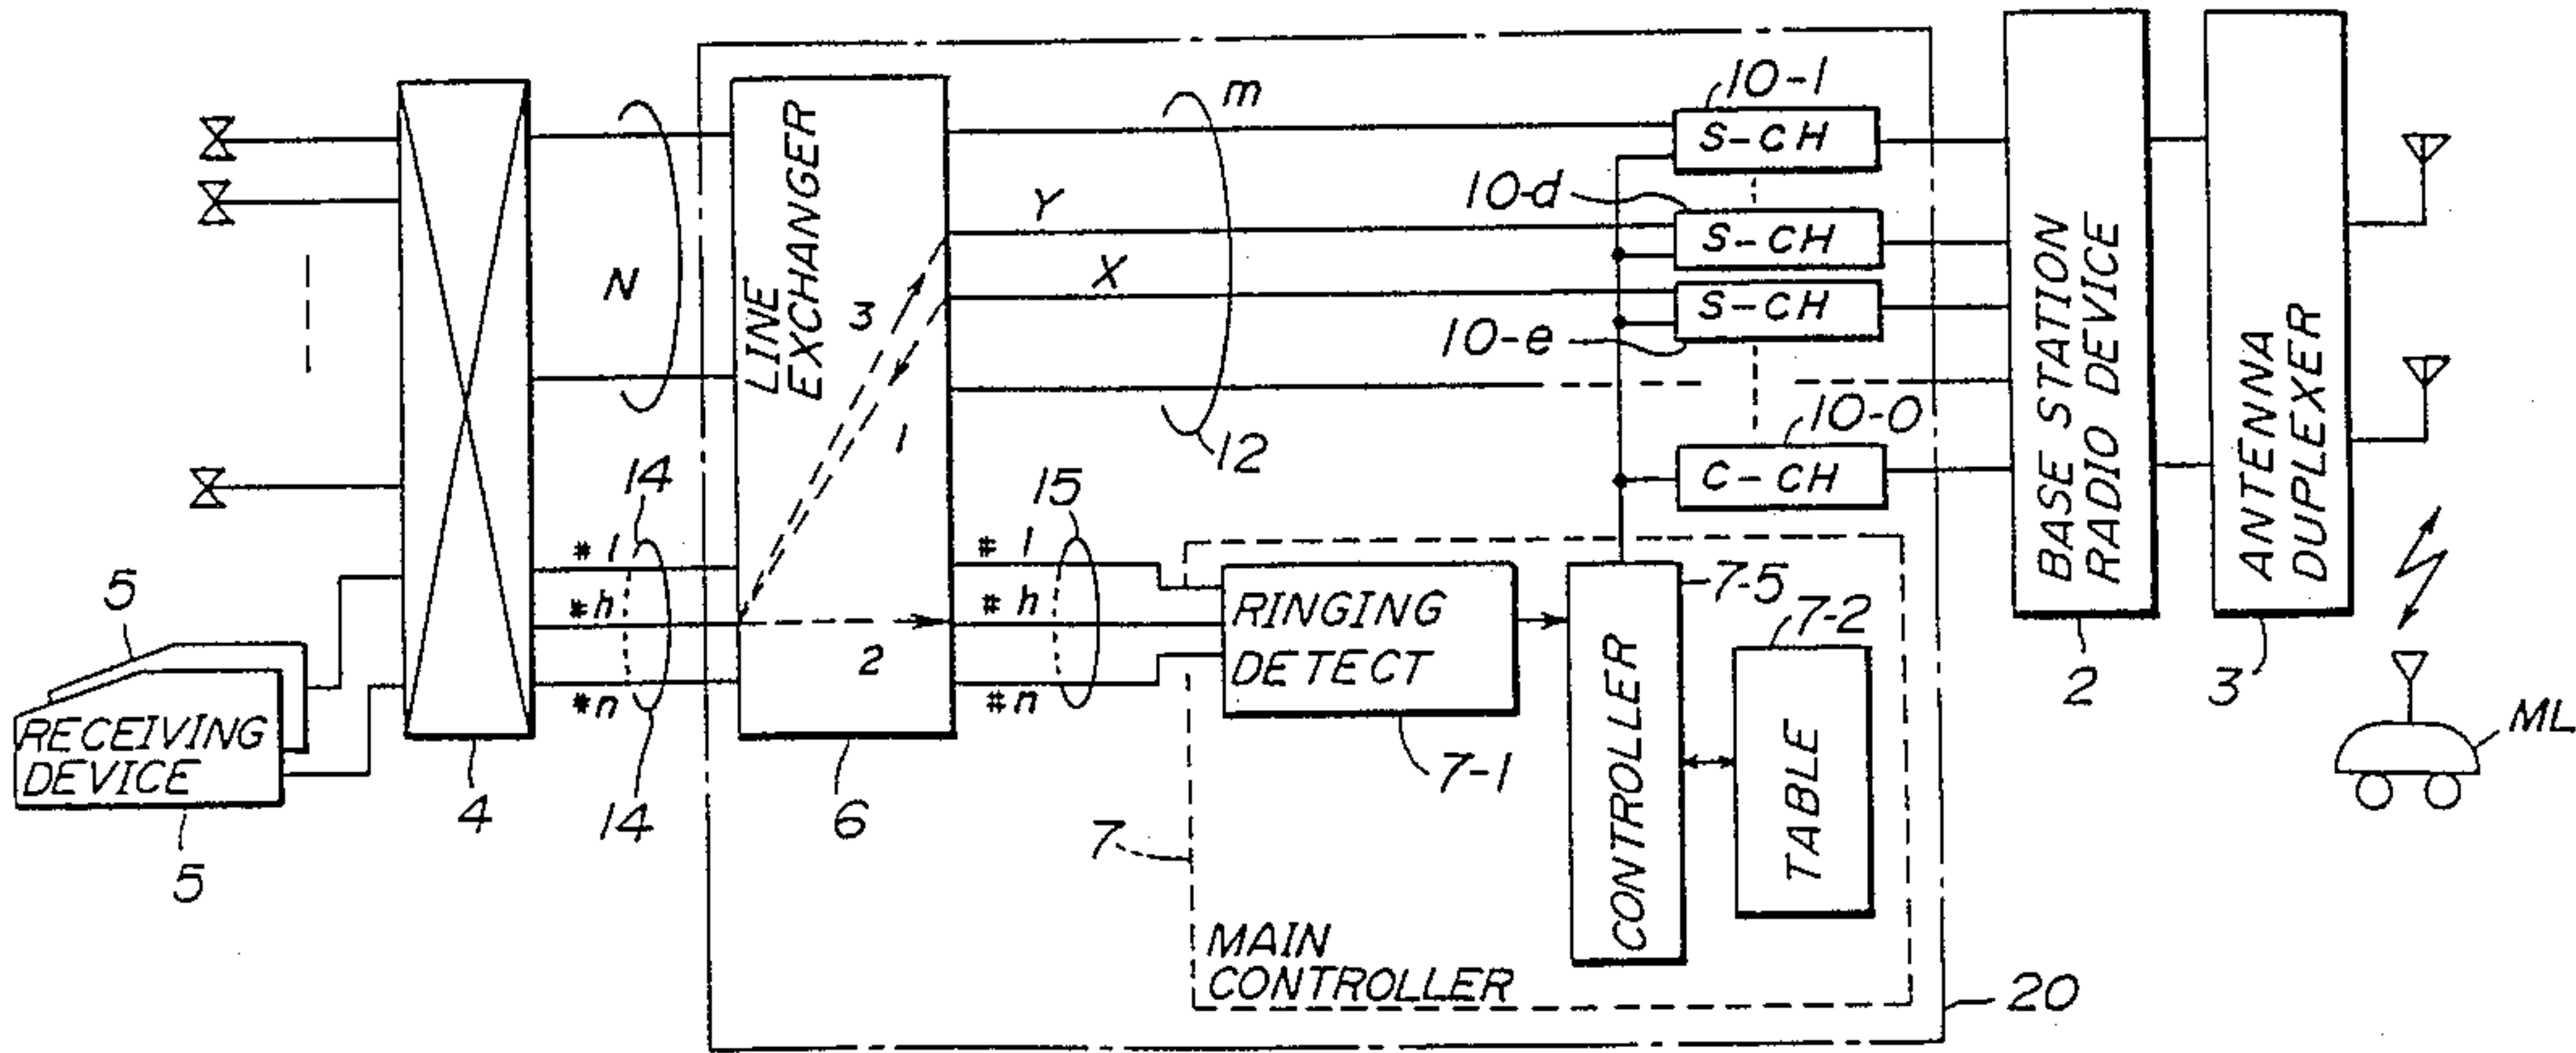 m
10-1
S-CH
10-d
Y
S-CH
X
S-CH
10-e
N
LINE
EXCHANGER
3
1
2
12
10-0
C-CH
BASE STATION
RADIO DEVICE
ANTENNA
DUPLEXER
14
15
#1
#h
#n
#1
#h
#n
5
RECEIVING
DEVICE
5
4
14
6
RINGING
DETECT
7-1
7-5
7-2
CONTROLLER
TABLE
7
MAIN
CONTROLLER
20
2
3
ML